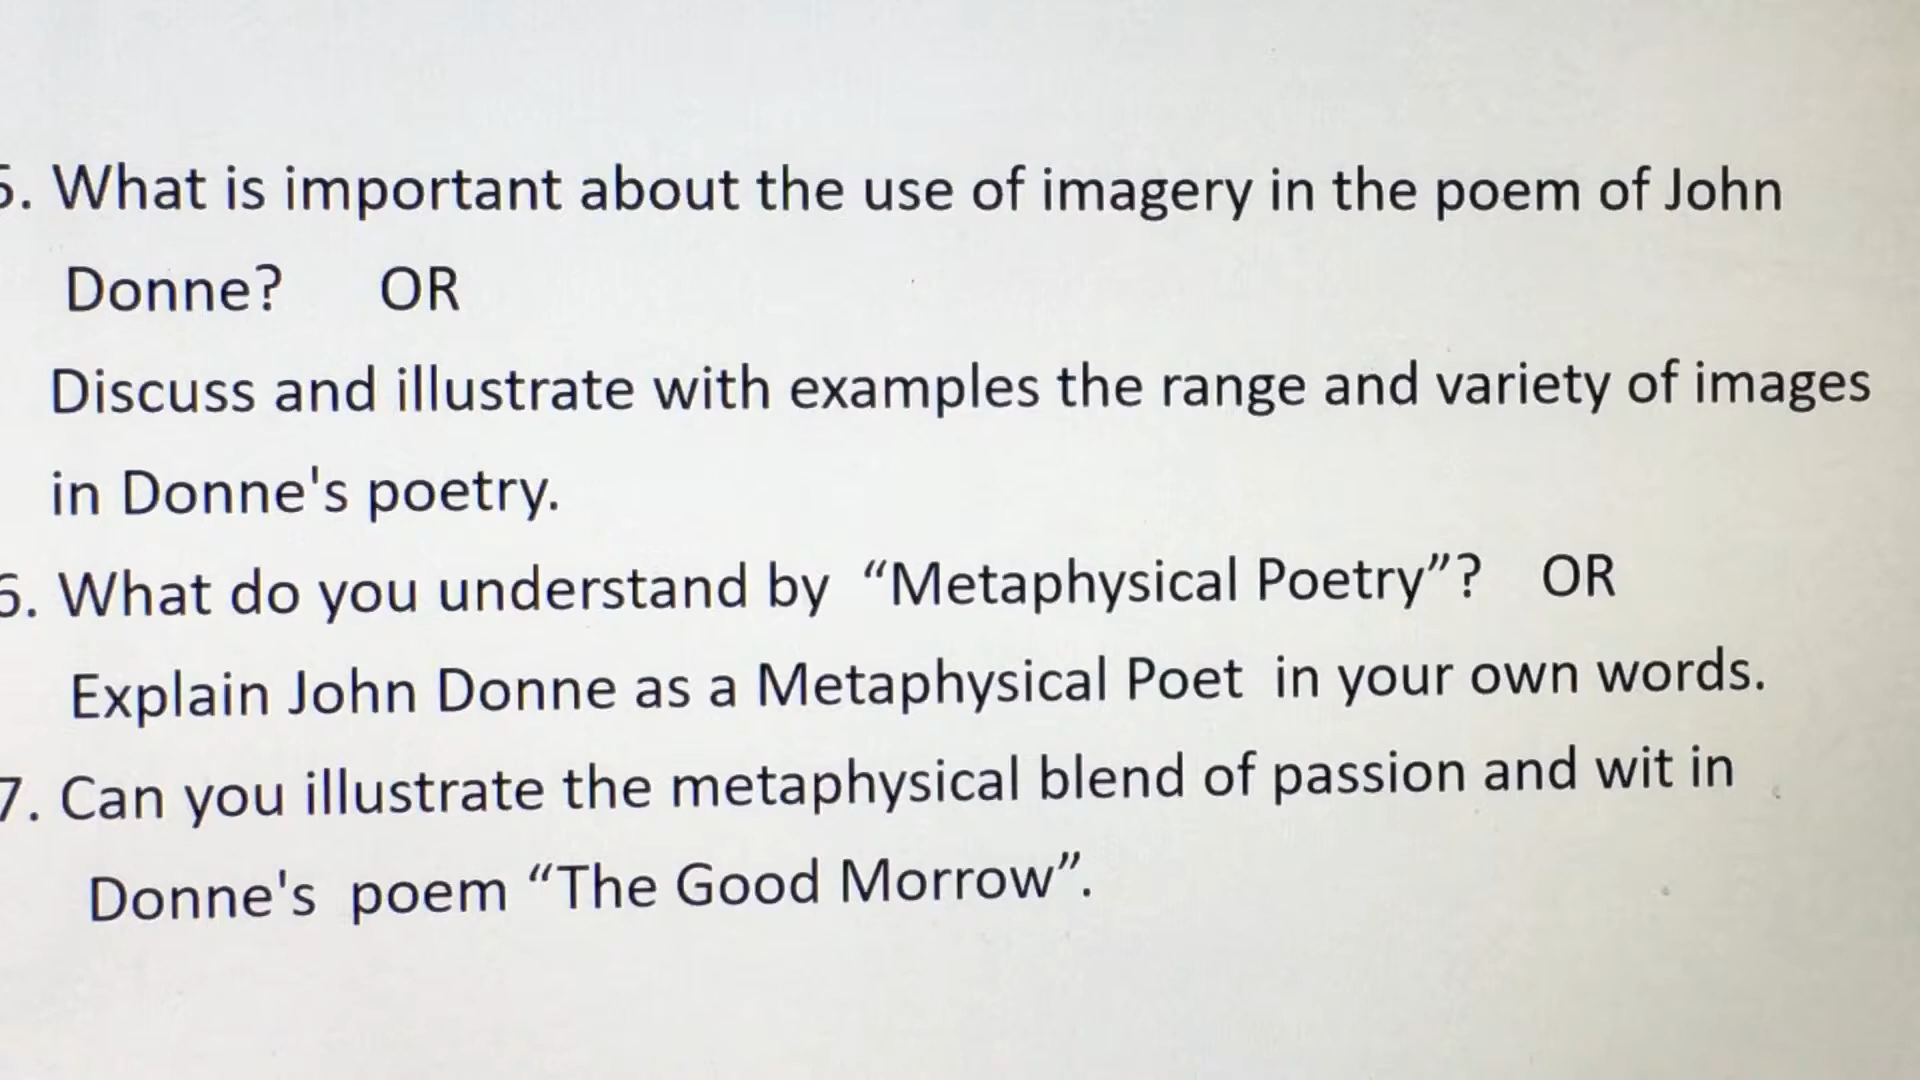 5. What is important about the use of imagery in the poem of John
Donne? OR
Discuss and illustrate with examples the range and variety of images
in Donne's poetry.
6. What do you understand by “Metaphysical Poetry”? OR
Explain John Donne as a Metaphysical Poet in your own words.
7. Can you illustrate the metaphysical blend of passion and wit in
Donne's poem “The Good Morrow”.